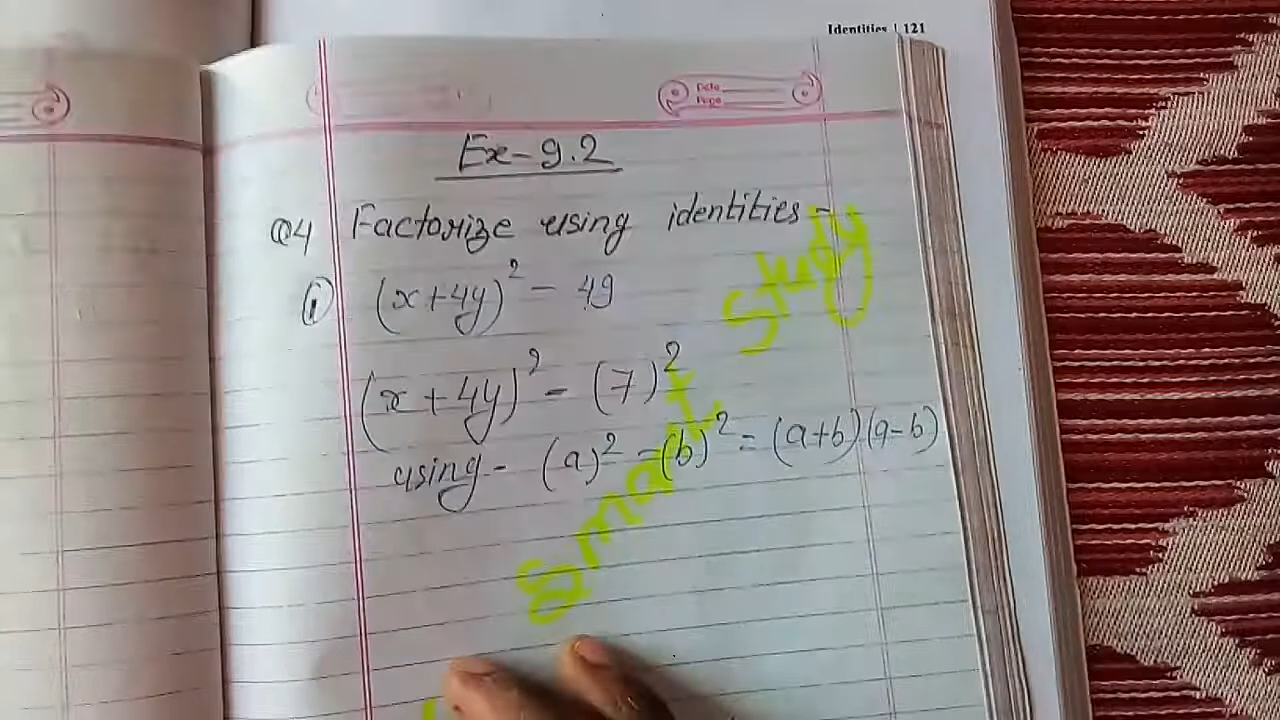 Identities | 121
Date
Page
Ex-9.2
Q4 Factorize using identities -
(i) (x+4y)² - 49
(x+4y)² - (7)²
using - (a)² - (b)² = (a+b)(a-b)
Smart Study